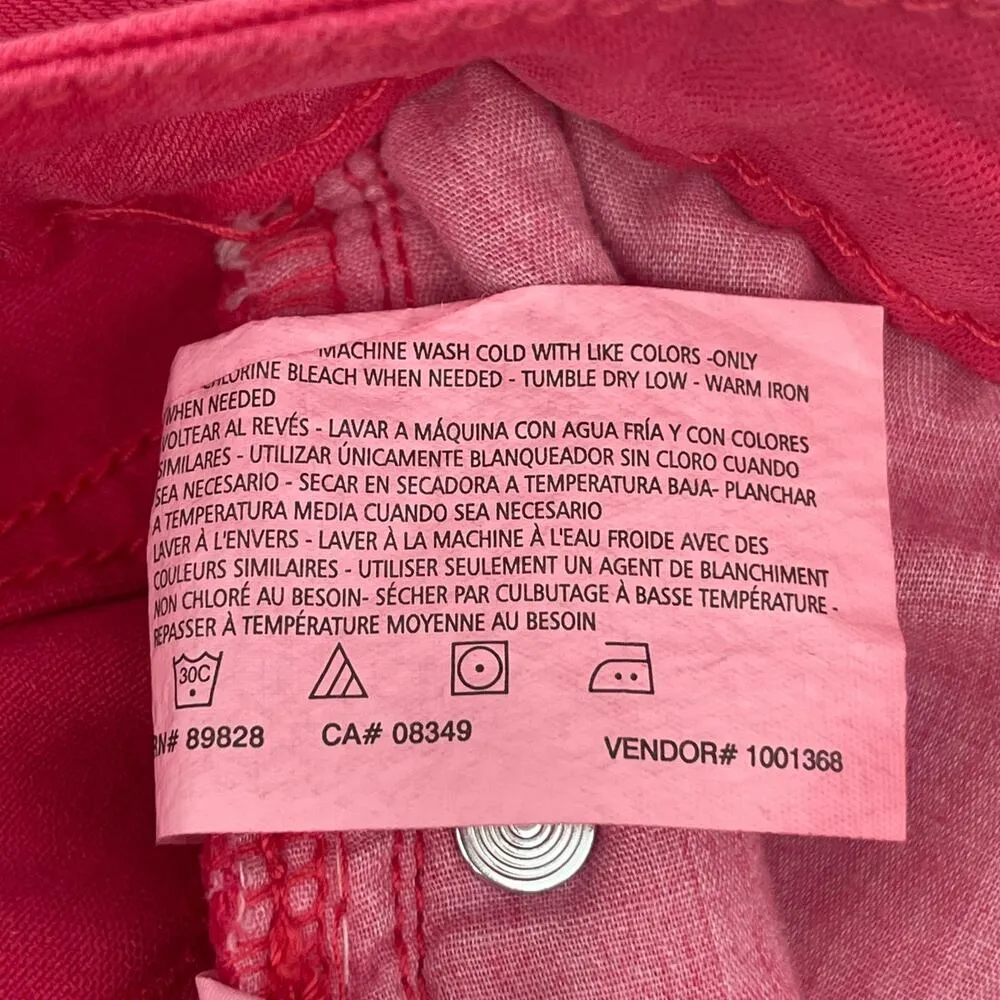 MACHINE WASH COLD WITH LIKE COLORS -ONLY
CHLORINE BLEACH WHEN NEEDED - TUMBLE DRY LOW - WARM IRON
WHEN NEEDED
VOLTEAR AL REVÉS - LAVAR A MÁQUINA CON AGUA FRÍA Y CON COLORES
SIMILARES - UTILIZAR ÚNICAMENTE BLANQUEADOR SIN CLORO CUANDO
SEA NECESARIO - SECAR EN SECADORA A TEMPERATURA BAJA- PLANCHAR
A TEMPERATURA MEDIA CUANDO SEA NECESARIO
LAVER À L'ENVERS - LAVER À LA MACHINE À L'EAU FROIDE AVEC DES
COULEURS SIMILAIRES - UTILISER SEULEMENT UN AGENT DE BLANCHIMENT
NON CHLORÉ AU BESOIN- SÉCHER PAR CULBUTAGE À BASSE TEMPÉRATURE -
REPASSER À TEMPÉRATURE MOYENNE AU BESOIN
30C
RN# 89828 CA# 08349 VENDOR# 1001368